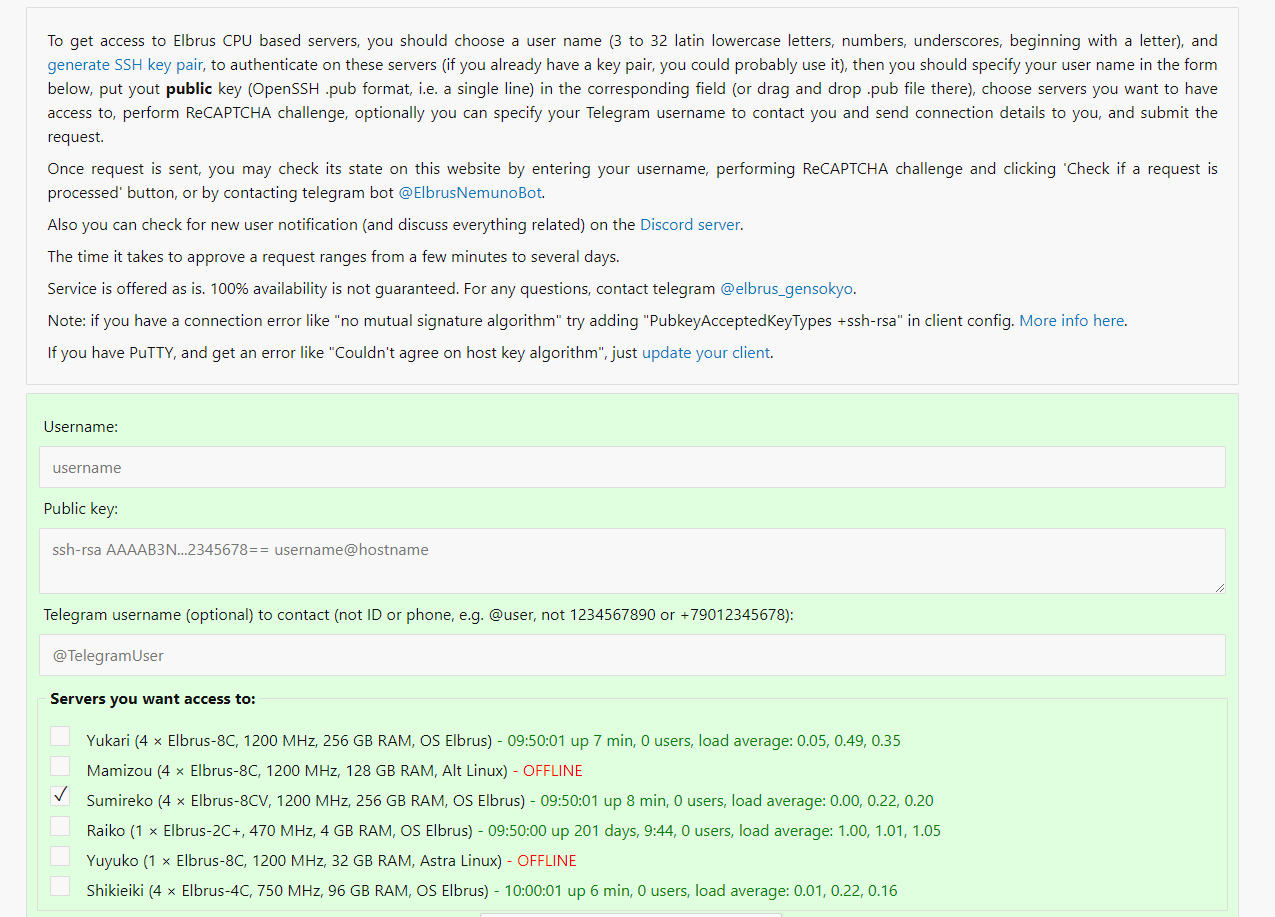 To get access to Elbrus CPU based servers, you should choose a user name (3 to 32 latin lowercase letters, numbers, underscores, beginning with a letter), and
generate SSH key pair, to authenticate on these servers (if you already have a key pair, you could probably use it), then you should specify your user name in the form
below, put yout public key (OpenSSH .pub format, i.e. a single line) in the corresponding field (or drag and drop .pub file there), choose servers you want to have
access to, perform ReCAPTCHA challenge, optionally you can specify your Telegram username to contact you and send connection details to you, and submit the
request.
Once request is sent, you may check its state on this website by entering your username, performing ReCAPTCHA challenge and clicking 'Check if a request is
processed' button, or by contacting telegram bot @ElbrusNemunoBot.
Also you can check for new user notification (and discuss everything related) on the Discord server.
The time it takes to approve a request ranges from a few minutes to several days.
Service is offered as is. 100% availability is not guaranteed. For any questions, contact telegram @elbrus_gensokyo.
Note: if you have a connection error like "no mutual signature algorithm" try adding "PubkeyAcceptedKeyTypes +ssh-rsa" in client config. More info here.
If you have PuTTY, and get an error like "Couldn't agree on host key algorithm", just update your client.
Username:
username
Public key:
ssh-rsa AAAAB3N...2345678== username@hostname
Telegram username (optional) to contact (not ID or phone, e.g. @user, not 1234567890 or +79012345678):
@TelegramUser
Servers you want access to:
Yukari (4 × Elbrus-8C, 1200 MHz, 256 GB RAM, OS Elbrus) - 09:50:01 up 7 min, 0 users, load average: 0.05, 0.49, 0.35
Mamizou (4 × Elbrus-8C, 1200 MHz, 128 GB RAM, Alt Linux) - OFFLINE
Sumireko (4 × Elbrus-8CV, 1200 MHz, 256 GB RAM, OS Elbrus) - 09:50:01 up 8 min, 0 users, load average: 0.00, 0.22, 0.20
Raiko (1 × Elbrus-2C+, 470 MHz, 4 GB RAM, OS Elbrus) - 09:50:00 up 201 days, 9:44, 0 users, load average: 1.00, 1.01, 1.05
Yuyuko (1 × Elbrus-8C, 1200 MHz, 32 GB RAM, Astra Linux) - OFFLINE
Shikieiki (4 × Elbrus-4C, 750 MHz, 96 GB RAM, OS Elbrus) - 10:00:01 up 6 min, 0 users, load average: 0.01, 0.22, 0.16